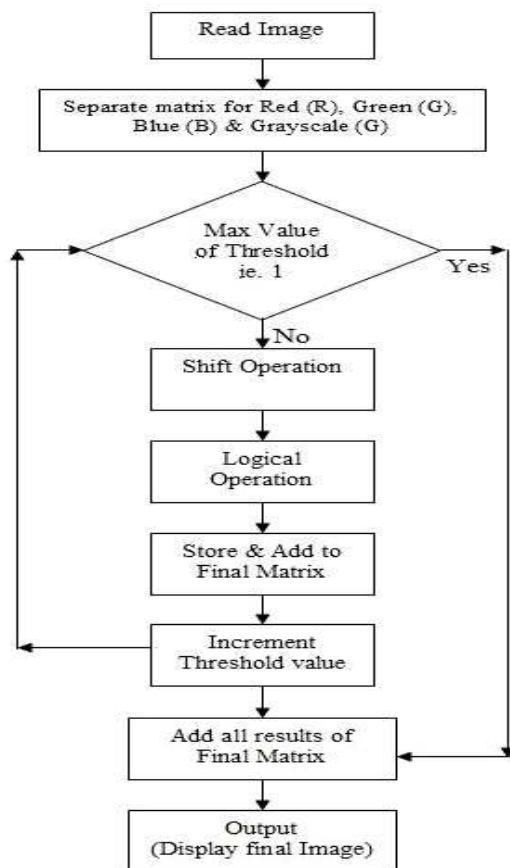 Read Image
Separate matrix for Red (R), Green (G),
Blue (B) & Grayscale (G)
Max Value
of Threshold
ie. 1
Yes
No
Shift Operation
Logical
Operation
Store & Add to
Final Matrix
Increment
Threshold value
Add all results of
Final Matrix
Output
(Display final Image)